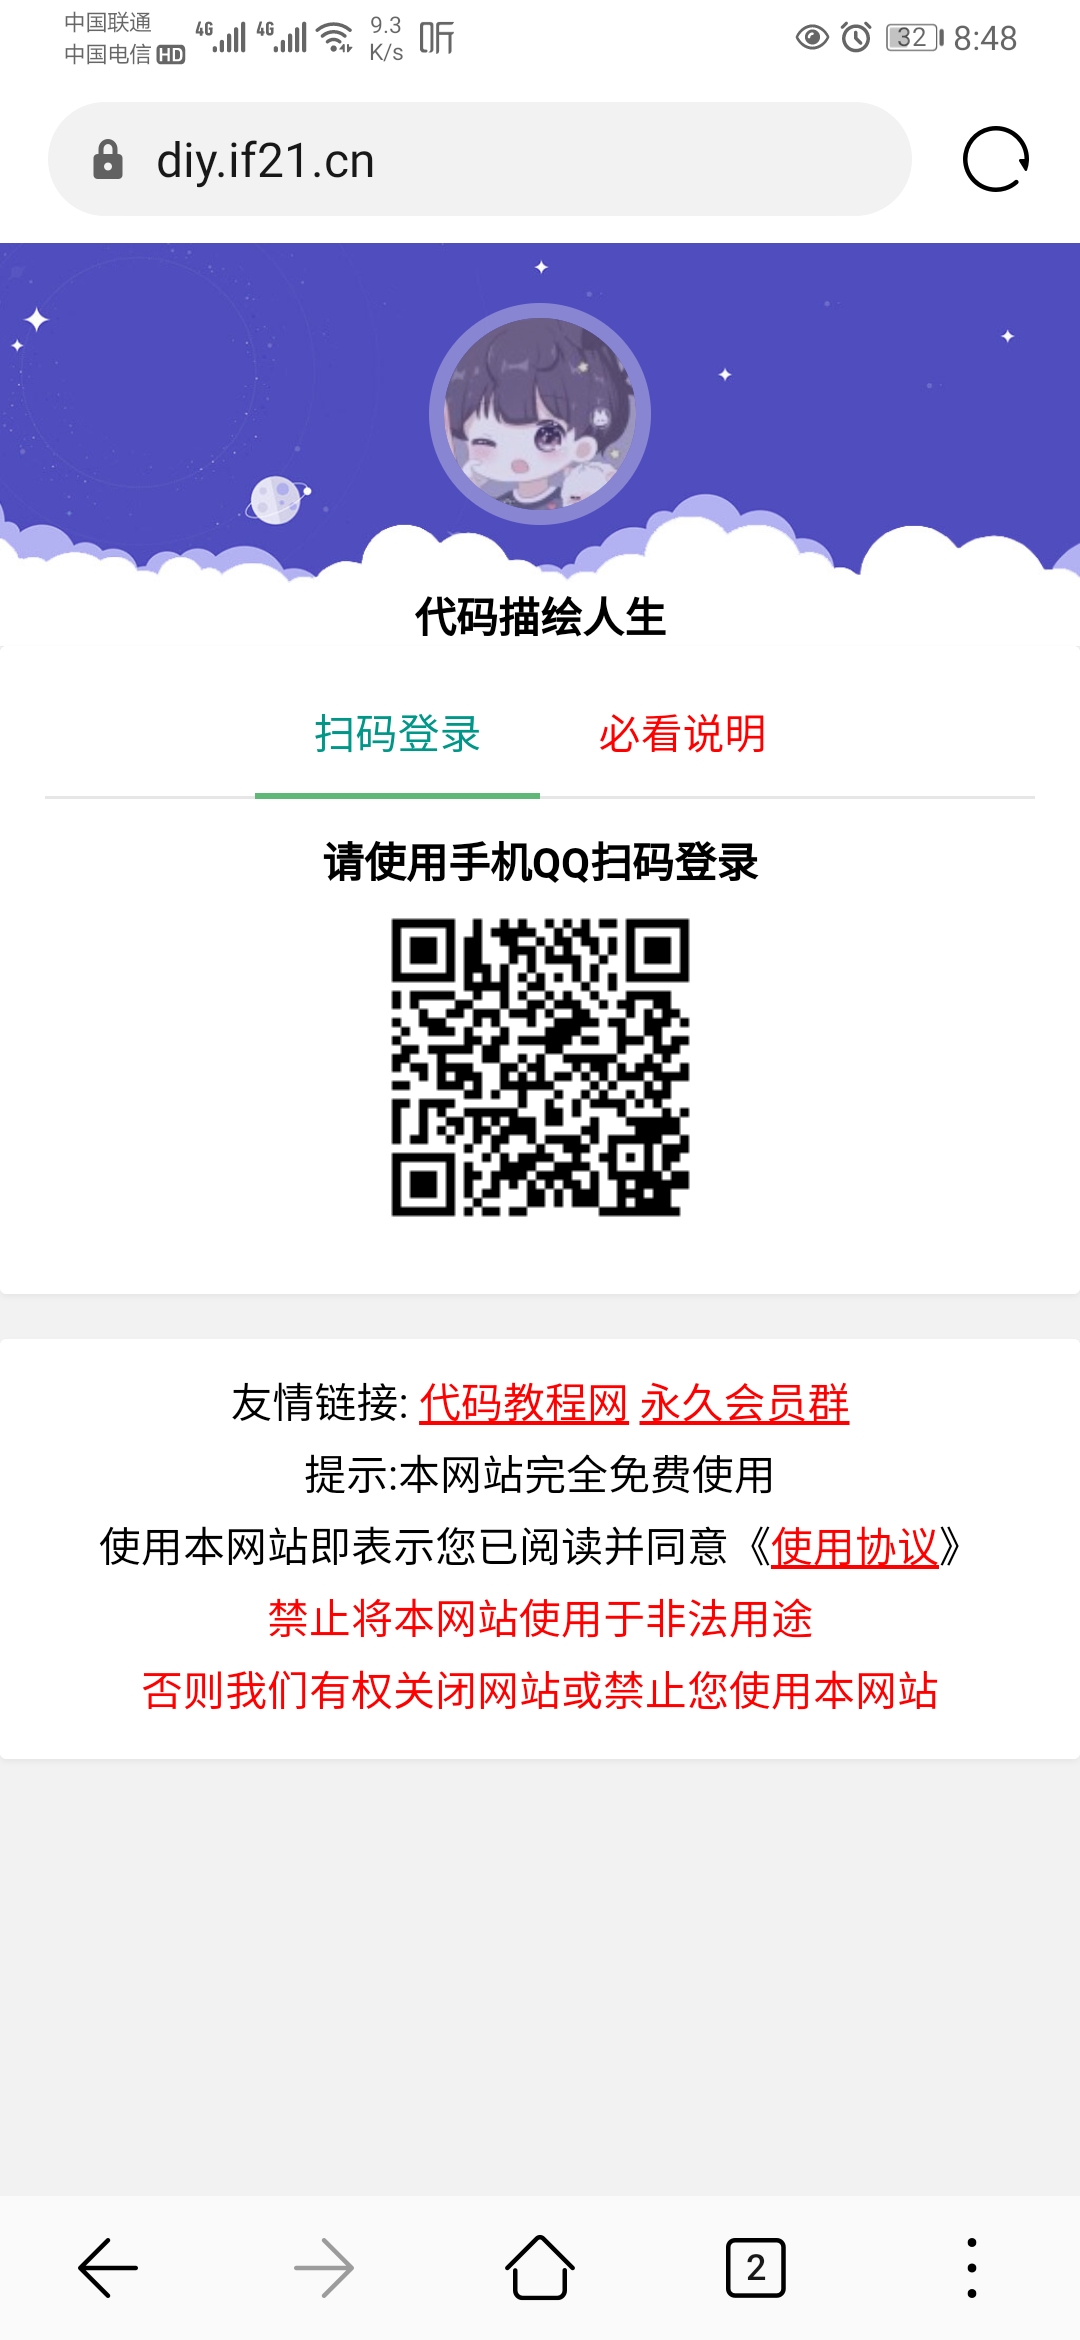 中国联通
中国电信 HD 4G 4G 9.3 K/s 听 32 8:48
diy.if21.cn
代码描绘人生
扫码登录 必看说明
请使用手机QQ扫码登录
友情链接: 代码教程网 永久会员群
提示:本网站完全免费使用
使用本网站即表示您已阅读并同意《使用协议》
禁止将本网站使用于非法用途
否则我们有权关闭网站或禁止您使用本网站
2